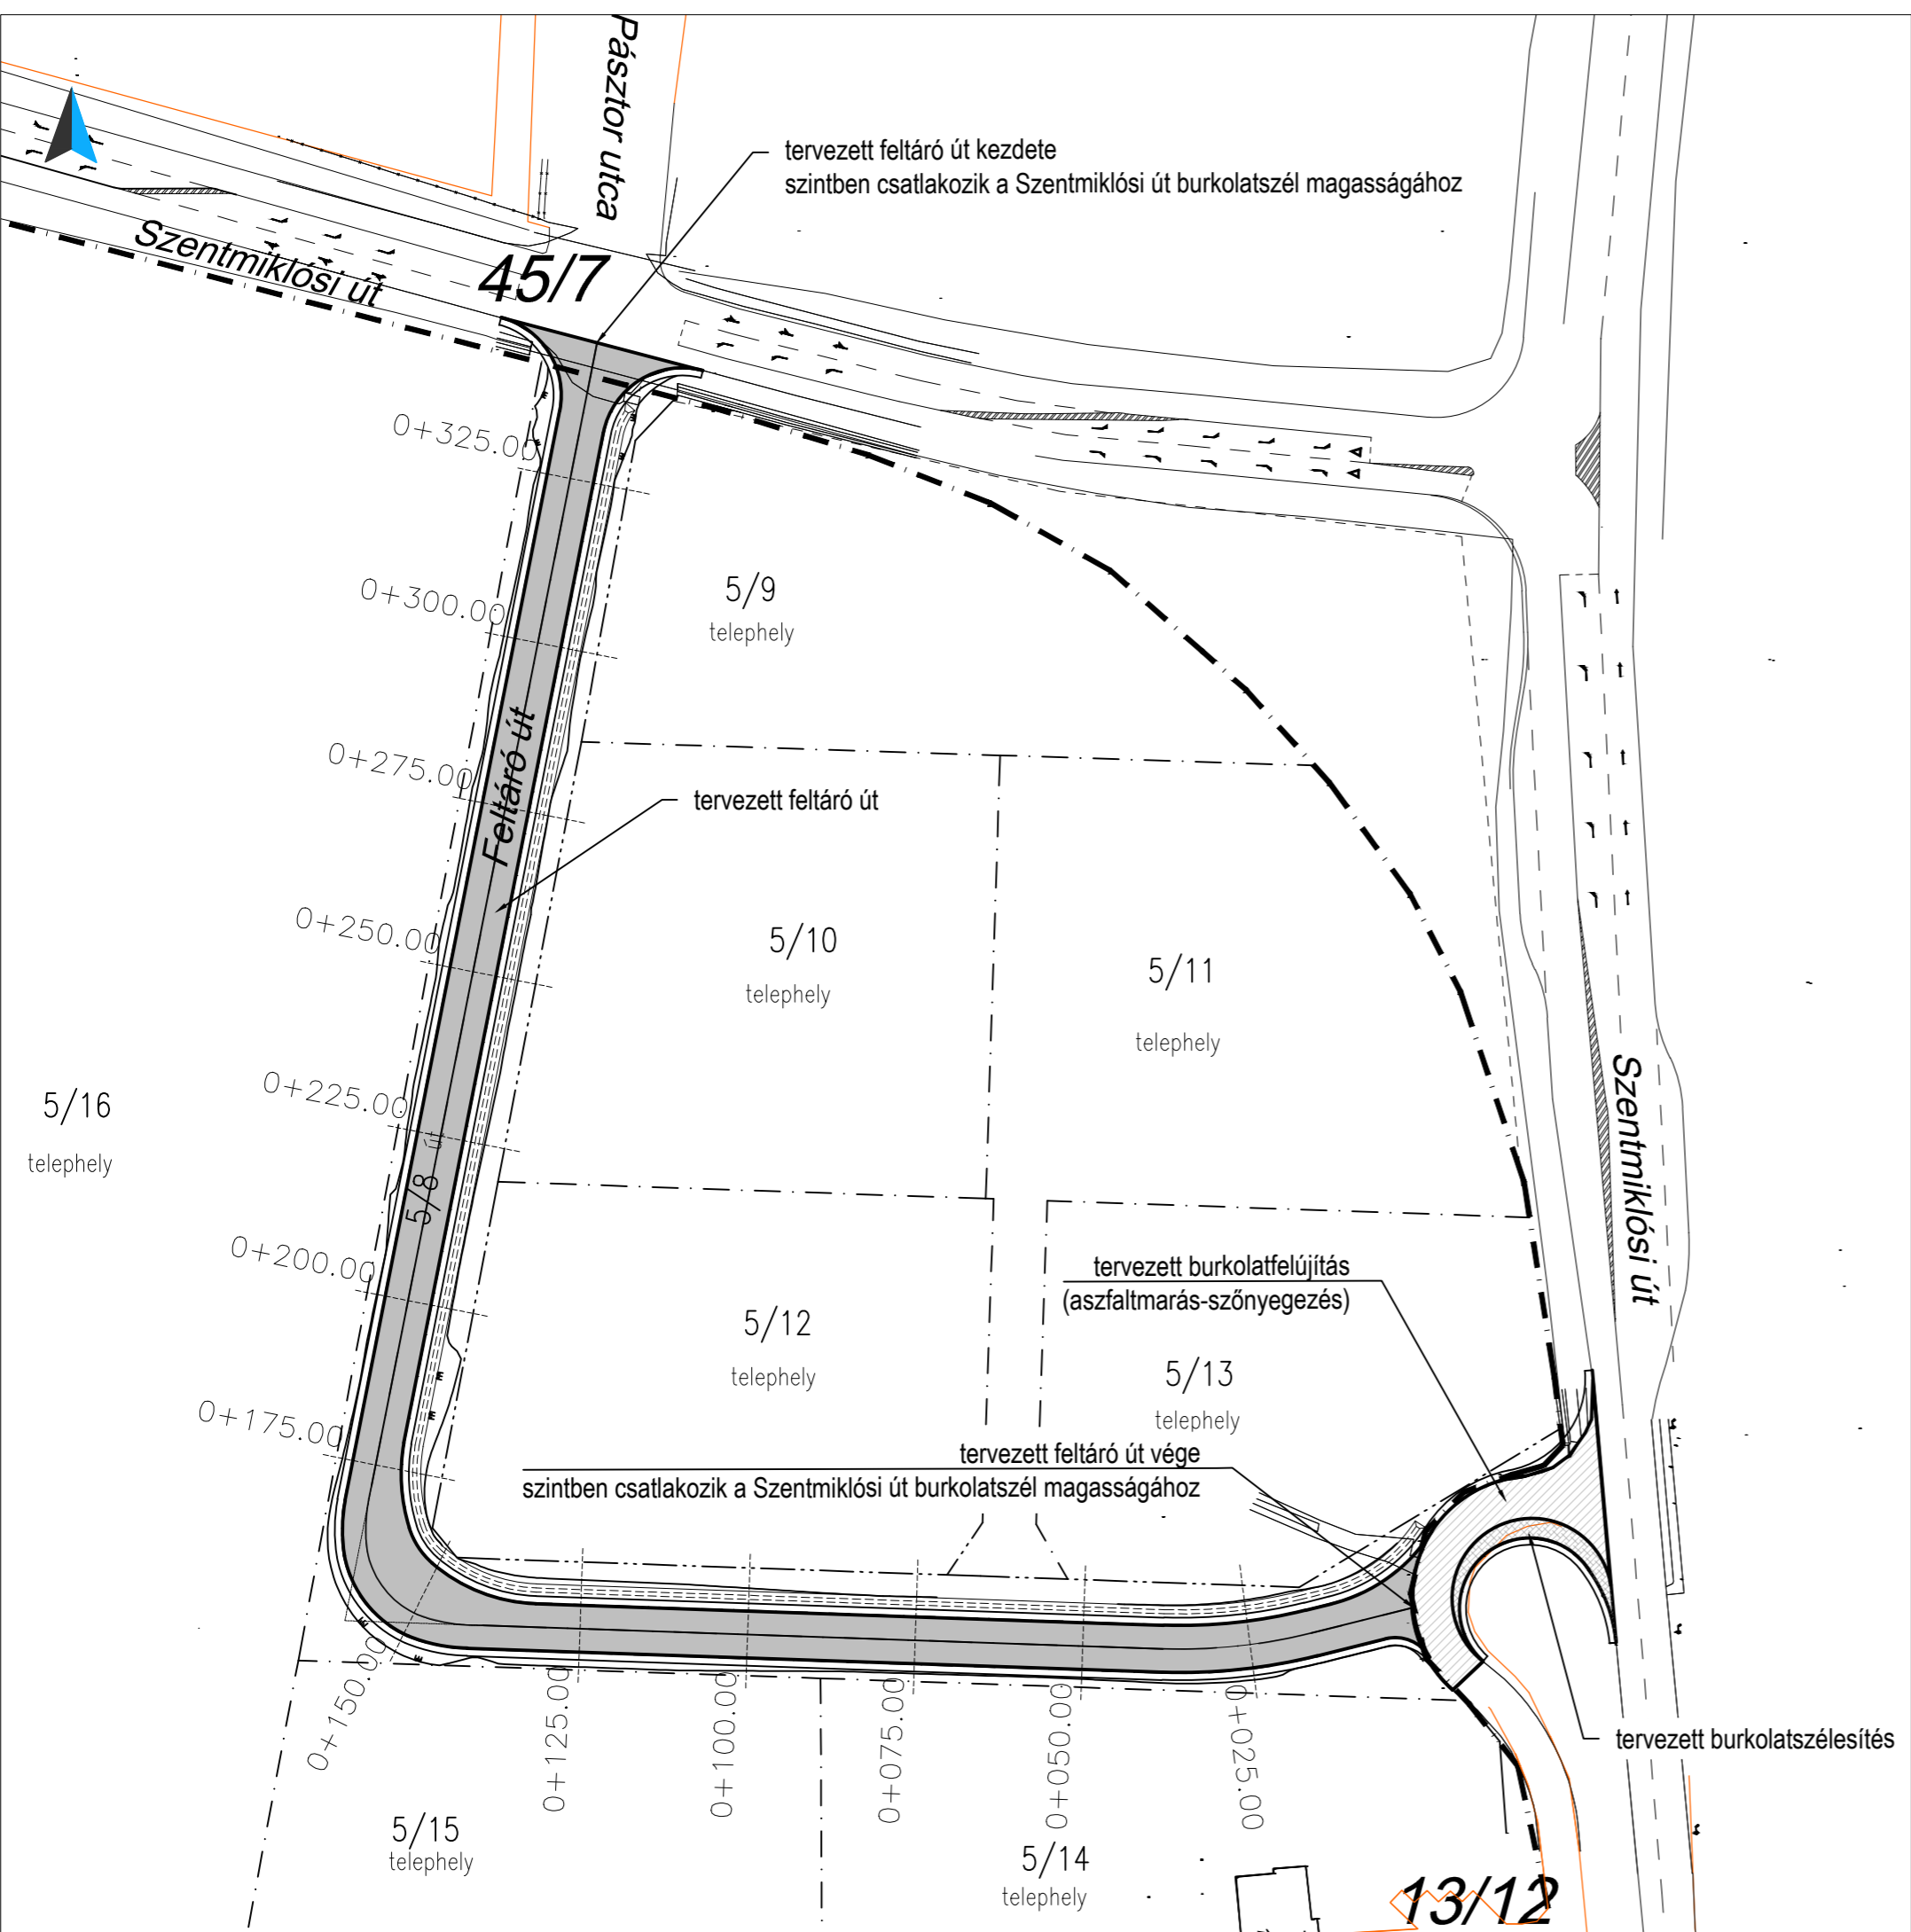 Pásztor utca
tervezett feltáró út kezdete
szintben csatlakozik a Szentmiklósi út burkolatszél magasságához
Szentmiklósi út
45/7
0+325.00
0+300.00
5/9
telephely
Feltáró út
0+275.00
tervezett feltáró út
0+250.00
5/10
telephely
5/11
telephely
0+225.00
5/16
telephely
5/8 út
Szentmiklósi út
0+200.00
tervezett burkolatfelújítás
(aszfaltmarás-szőnyegezés)
5/12
telephely
5/13
telephely
0+175.00
tervezett feltáró út vége
szintben csatlakozik a Szentmiklósi út burkolatszél magasságához
0+150.00
0+125.00
0+100.00
0+075.00
0+050.00
0+025.00
tervezett burkolatszélesítés
5/15
telephely
5/14
telephely
13/12